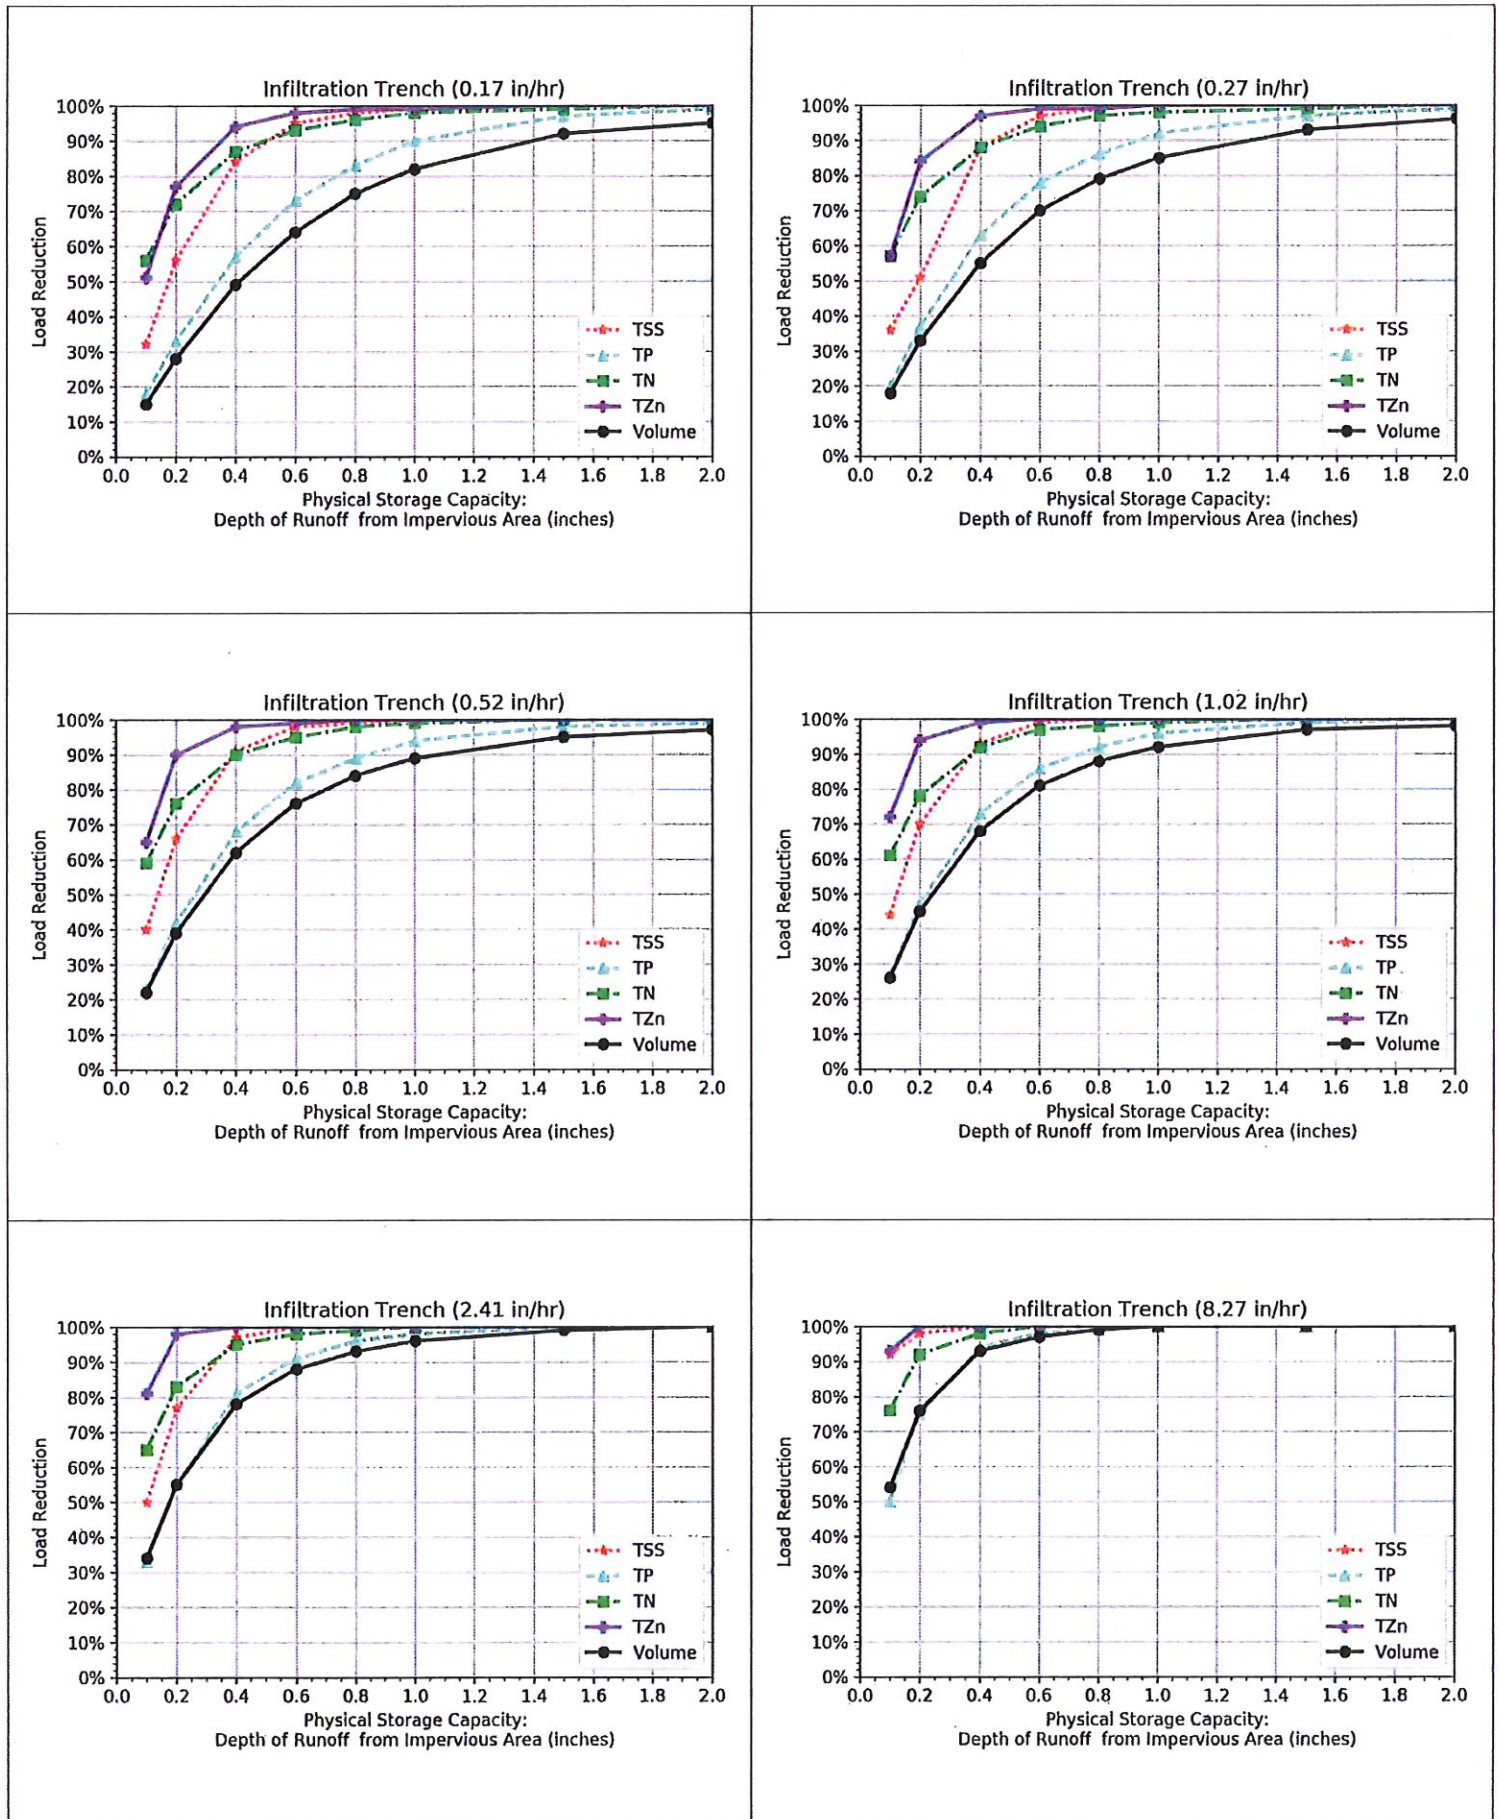 Infiltration Trench (0.17 in/hr)
100%
90%
80%
70%
60%
50%
40%
30%
20%
10%
0%
Load Reduction
TSS
TP
TN
TZn
Volume
0.0 0.2 0.4 0.6 0.8 1.0 1.2 1.4 1.6 1.8 2.0
Physical Storage Capacity:
Depth of Runoff from Impervious Area (inches)
Infiltration Trench (0.27 in/hr)
100%
90%
80%
70%
60%
50%
40%
30%
20%
10%
0%
Load Reduction
TSS
TP
TN
TZn
Volume
0.0 0.2 0.4 0.6 0.8 1.0 1.2 1.4 1.6 1.8 2.0
Physical Storage Capacity:
Depth of Runoff from Impervious Area (inches)
Infiltration Trench (0.52 in/hr)
100%
90%
80%
70%
60%
50%
40%
30%
20%
10%
0%
Load Reduction
TSS
TP
TN
TZn
Volume
0.0 0.2 0.4 0.6 0.8 1.0 1.2 1.4 1.6 1.8 2.0
Physical Storage Capacity:
Depth of Runoff from Impervious Area (inches)
Infiltration Trench (1.02 in/hr)
100%
90%
80%
70%
60%
50%
40%
30%
20%
10%
0%
Load Reduction
TSS
TP
TN
TZn
Volume
0.0 0.2 0.4 0.6 0.8 1.0 1.2 1.4 1.6 1.8 2.0
Physical Storage Capacity:
Depth of Runoff from Impervious Area (inches)
Infiltration Trench (2.41 in/hr)
100%
90%
80%
70%
60%
50%
40%
30%
20%
10%
0%
Load Reduction
TSS
TP
TN
TZn
Volume
0.0 0.2 0.4 0.6 0.8 1.0 1.2 1.4 1.6 1.8 2.0
Physical Storage Capacity:
Depth of Runoff from Impervious Area (inches)
Infiltration Trench (8.27 in/hr)
100%
90%
80%
70%
60%
50%
40%
30%
20%
10%
0%
Load Reduction
TSS
TP
TN
TZn
Volume
0.0 0.2 0.4 0.6 0.8 1.0 1.2 1.4 1.6 1.8 2.0
Physical Storage Capacity:
Depth of Runoff from Impervious Area (inches)